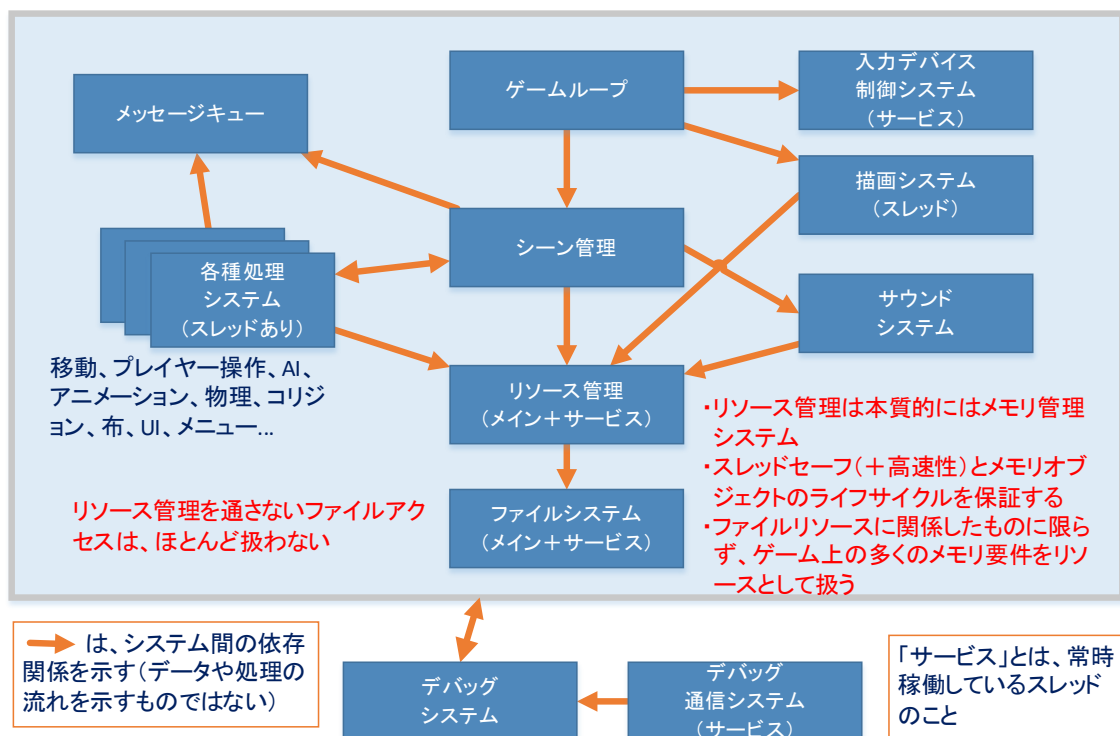 メッセージキュー
ゲームループ
入力デバイス
制御システム
(サービス)
描画システム
(スレッド)
シーン管理
各種処理
システム
(スレッドあり)
サウンド
システム
移動、プレイヤー操作、AI、
アニメーション、物理、コリジ
ョン、布、UI、メニュー...
リソース管理
(メイン+サービス)
・リソース管理は本質的にはメモリ管理
システム
・スレッドセーフ(+高速性)とメモリオブ
ジェクトのライフサイクルを保証する
・ファイルリソースに関係したものに限ら
ず、ゲーム上の多くのメモリ要件をリソ
ースとして扱う
リソース管理を通さないファイルアク
セスは、ほとんど扱わない
ファイルシステム
(メイン+サービス)
は、システム間の依存
関係を示す(データや処理の
流れを示すものではない)
デバッグ
システム
デバッグ
通信システム
(サービス)
「サービス」とは、常時
稼働しているスレッド
のこと